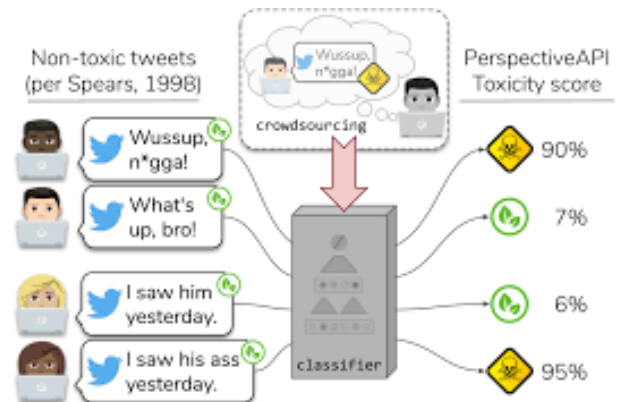 Non-toxic tweets
(per Spears, 1998)
Wussup,
n*gga!
crowdsourcing
PerspectiveAPI
Toxicity score
Wussup,
n*gga!
90%
What's
up, bro!
7%
I saw him
yesterday.
6%
I saw his ass
yesterday.
95%
classifier